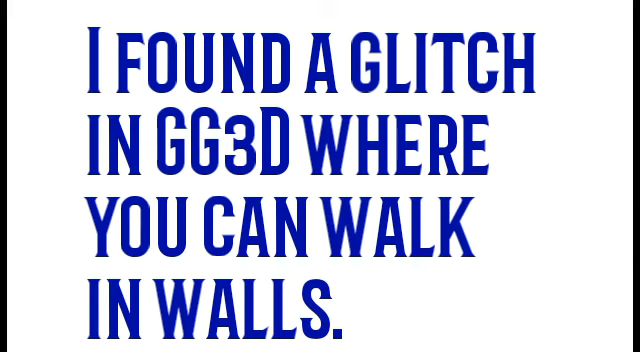 I found a glitch
in GG3D where
you can walk
in walls.